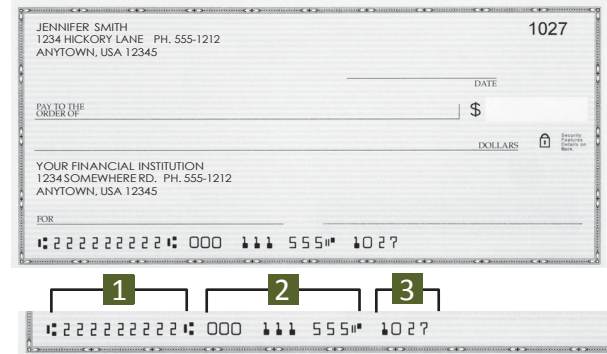 JENNIFER SMITH
1027
1234 HICKORY LANE PH. 555-1212
ANYTOWN, USA 12345
DATE
PAY TO THE
ORDER OF
$
DOLLARS
Security
Features
Details on
Back
YOUR FINANCIAL INSTITUTION
1234 SOMEWHERE RD. PH. 555-1212
ANYTOWN, USA 12345
FOR
⑆222222222⑆ 000 111 555⑈ 1027
1 2 3
⑆222222222⑆ 000 111 555⑈ 1027